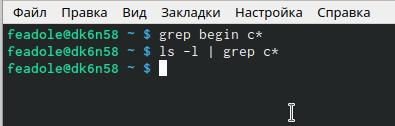 Файл Правка Вид Закладки Настройка Справка
feadole@dk6n58 ~ $ grep begin c*
feadole@dk6n58 ~ $ ls -l | grep c*
feadole@dk6n58 ~ $